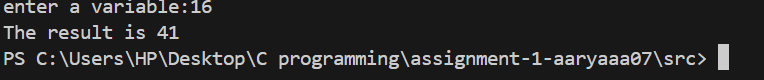 enter a variable:16
The result is 41
PS C:\Users\HP\Desktop\C programming\assignment-1-aaryaaa07\src>